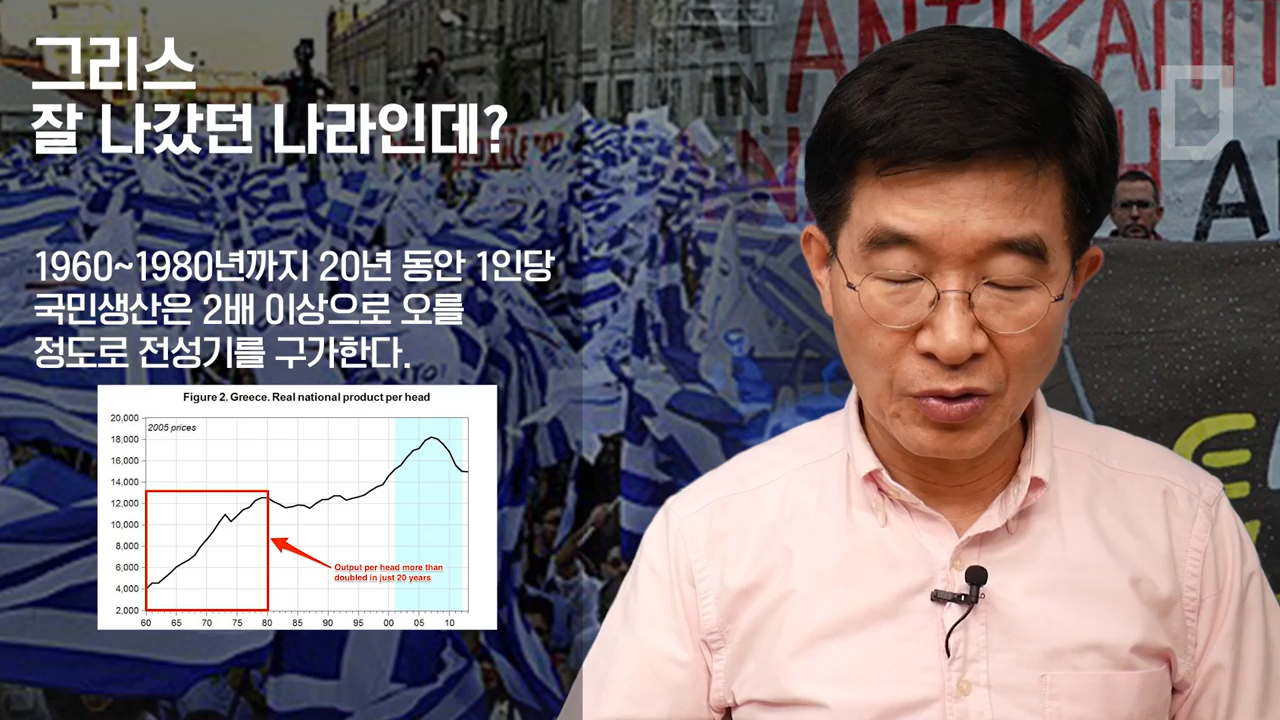 그리스
잘 나갔던 나라인데?
1960~1980년까지 20년 동안 1인당
국민생산은 2배 이상으로 오를
정도로 전성기를 구가한다.
Figure 2. Greece. Real national product per head
2005 prices
20,000
18,000
16,000
14,000
12,000
10,000
8,000
6,000
4,000
2,000
Output per head more than
doubled in just 20 years
60 65 70 75 80 85 90 95 00 05 10